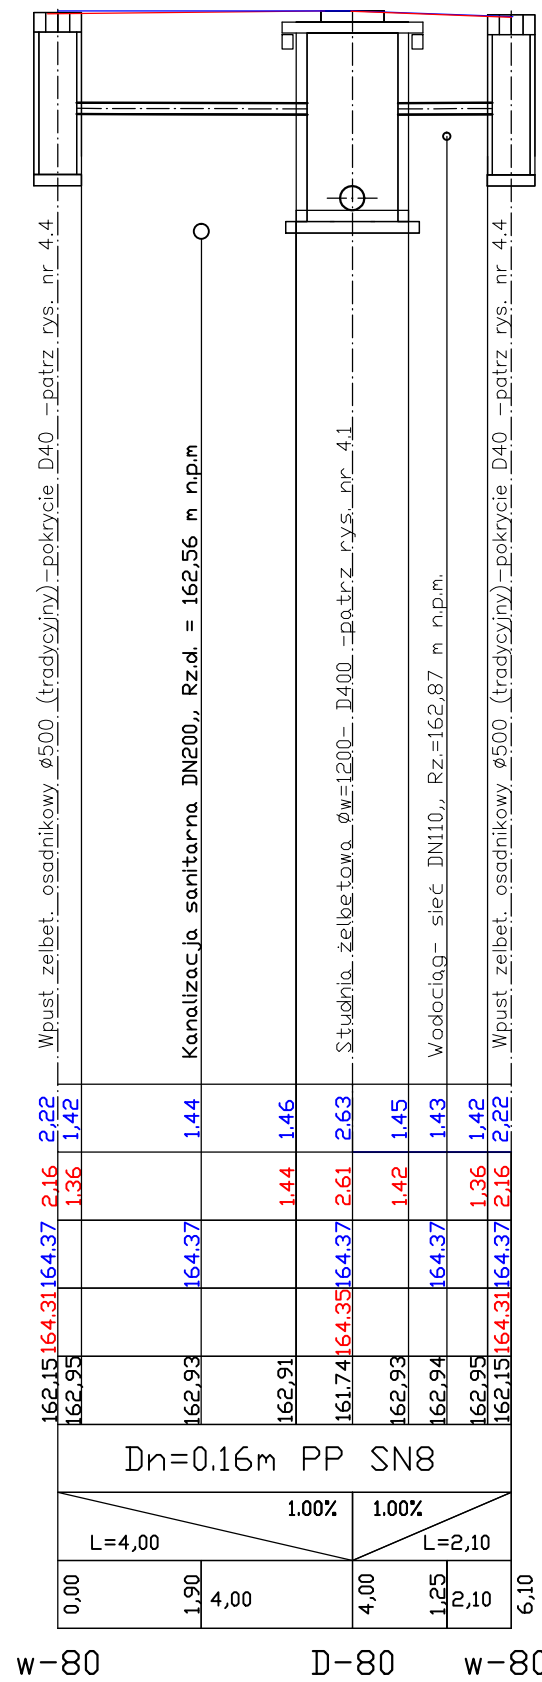 Wpust zelbet. osadnikowy ø500 (tradycyjny)-pokrycie D40 -patrz rys. nr 4.4
Kanalizacja sanitarna DN200,, Rz.d. = 162,56 m n.p.m
Studnia żelbetowa Øw=1200- D400 -patrz rys. nr 4.1
Wodociąg- sieć DN110,, Rz.=162,87 m n.p.m.
Wpust zelbet. osadnikowy ø500 (tradycyjny)-pokrycie D40 -patrz rys. nr 4.4
2,22 1,42 1.44 1.46 2.63 1.45 1.43 1,42 2,22
2,16 1.36 1.44 2.61 1.42 1,36 2,16
164.37 164.37 164.37 164.37 164.37
164.31 164.35 164.31
162,15 162,95 162,93 162,91 161.74 162,93 162,94 162,95 162,15
Dn=0.16m PP SN8
1.00% 1.00%
L=4,00 L=2,10
0,00 1,90 4,00 4,00 1,25 2,10 6,10
w-80 D-80 w-80